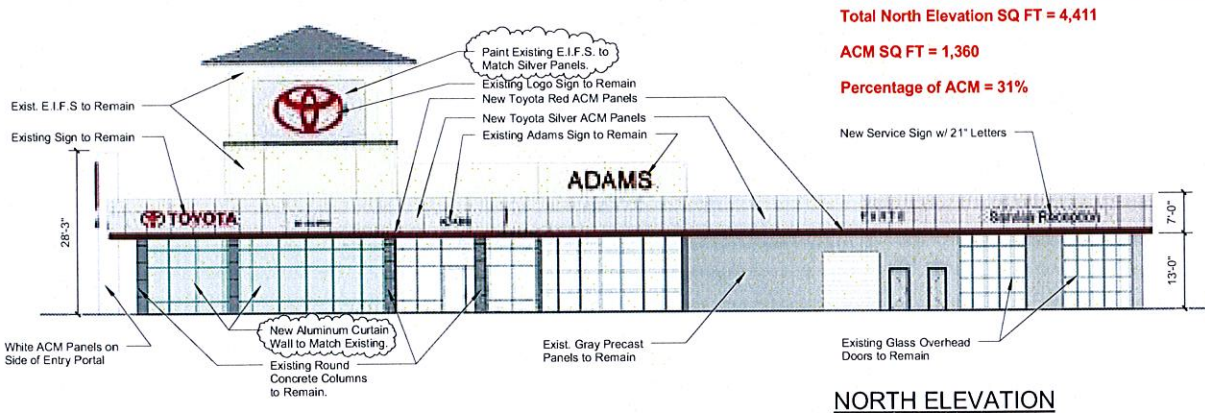 Total North Elevation SQ FT = 4,411
ACM SQ FT = 1,360
Percentage of ACM = 31%
Paint Existing E.I.F.S. to
Match Silver Panels.
Existing Logo Sign to Remain
New Toyota Red ACM Panels
New Toyota Silver ACM Panels
Existing Adams Sign to Remain
Exist. E.I.F.S to Remain
Existing Sign to Remain
New Service Sign w/ 21" Letters
ADAMS
TOYOTA
ADAMS
PARTS
Service Reception
28'-3"
7'-0"
13'-0"
White ACM Panels on
Side of Entry Portal
New Aluminum Curtain
Wall to Match Existing.
Existing Round
Concrete Columns
to Remain.
Exist. Gray Precast
Panels to Remain
Existing Glass Overhead
Doors to Remain
NORTH ELEVATION